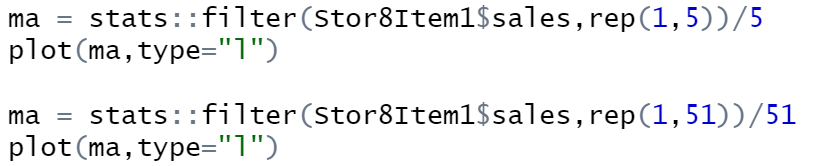 ma = stats::filter(Stor8Item1$sales,rep(1,5))/5
plot(ma,type="l")
ma = stats::filter(Stor8Item1$sales,rep(1,51))/51
plot(ma,type="l")